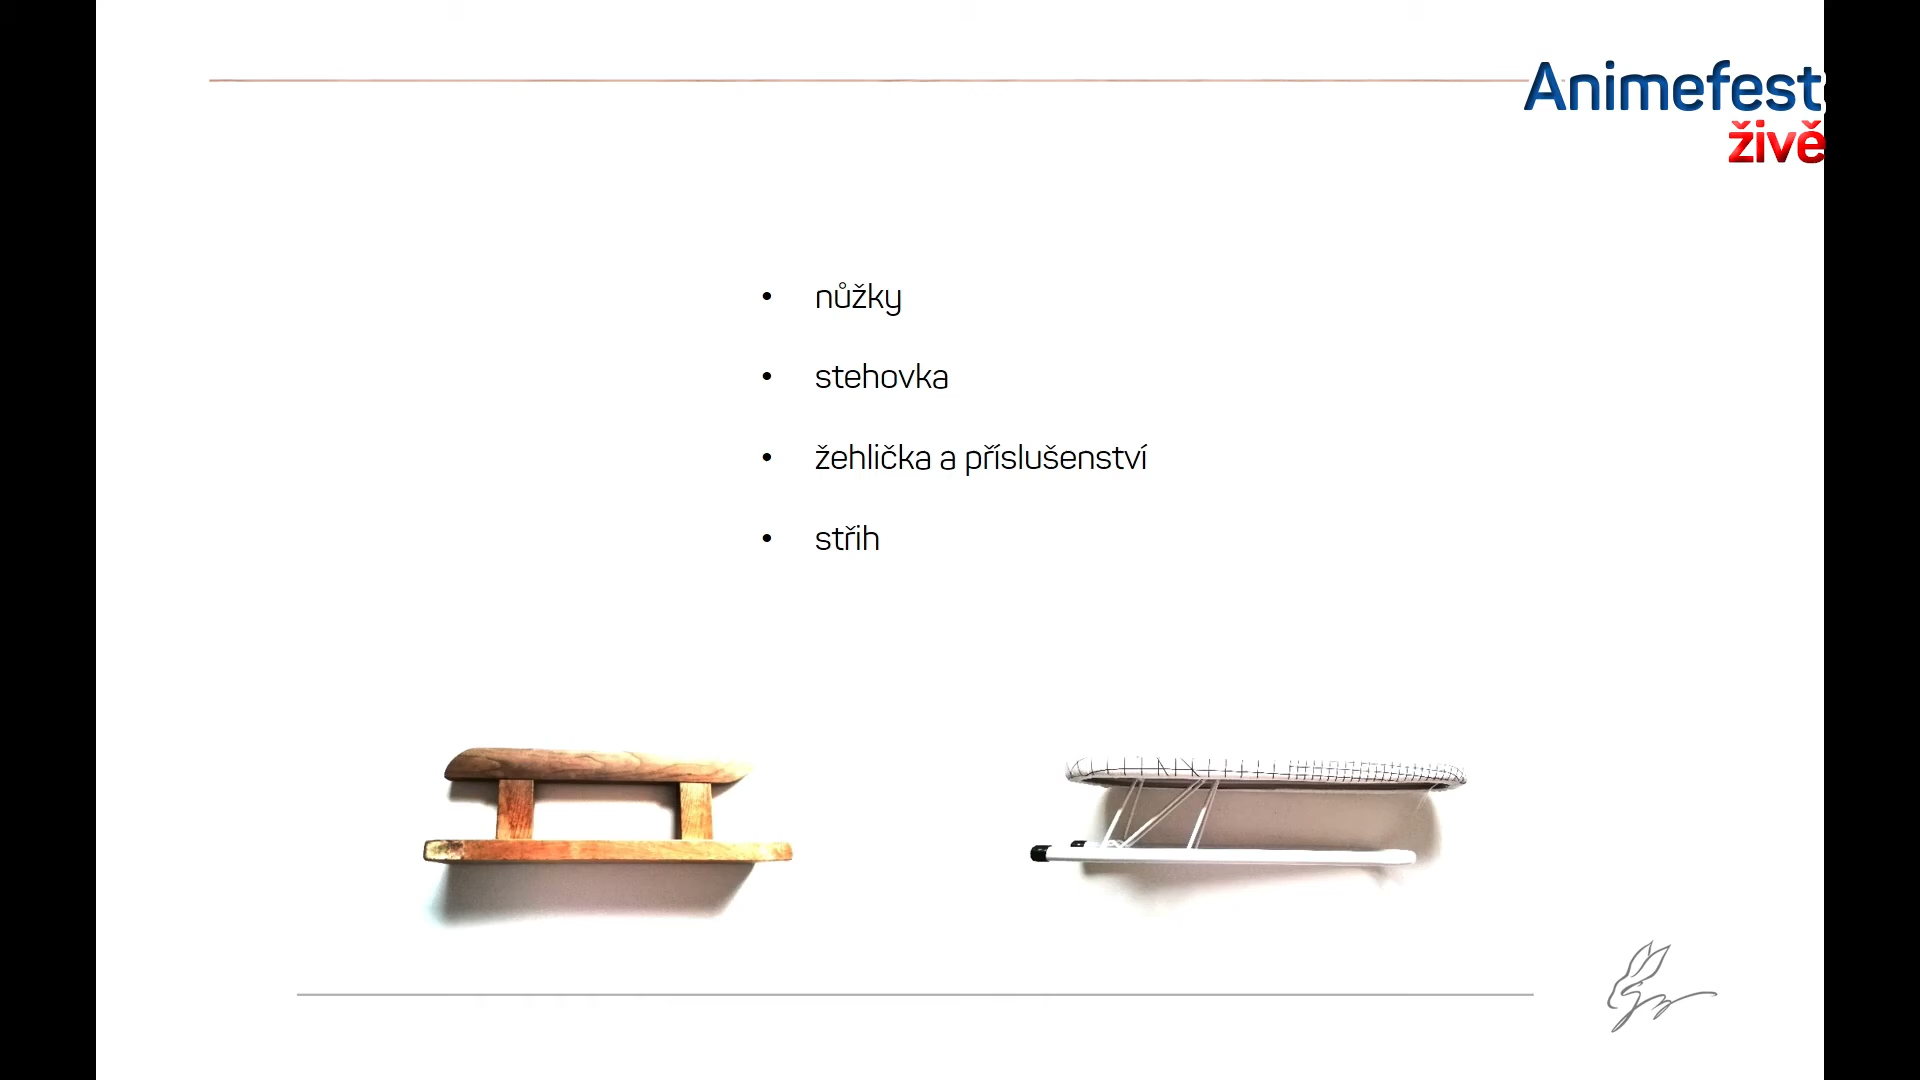 Animefest
živě
• nůžky
• stehovka
• žehlička a příslušenství
• střih